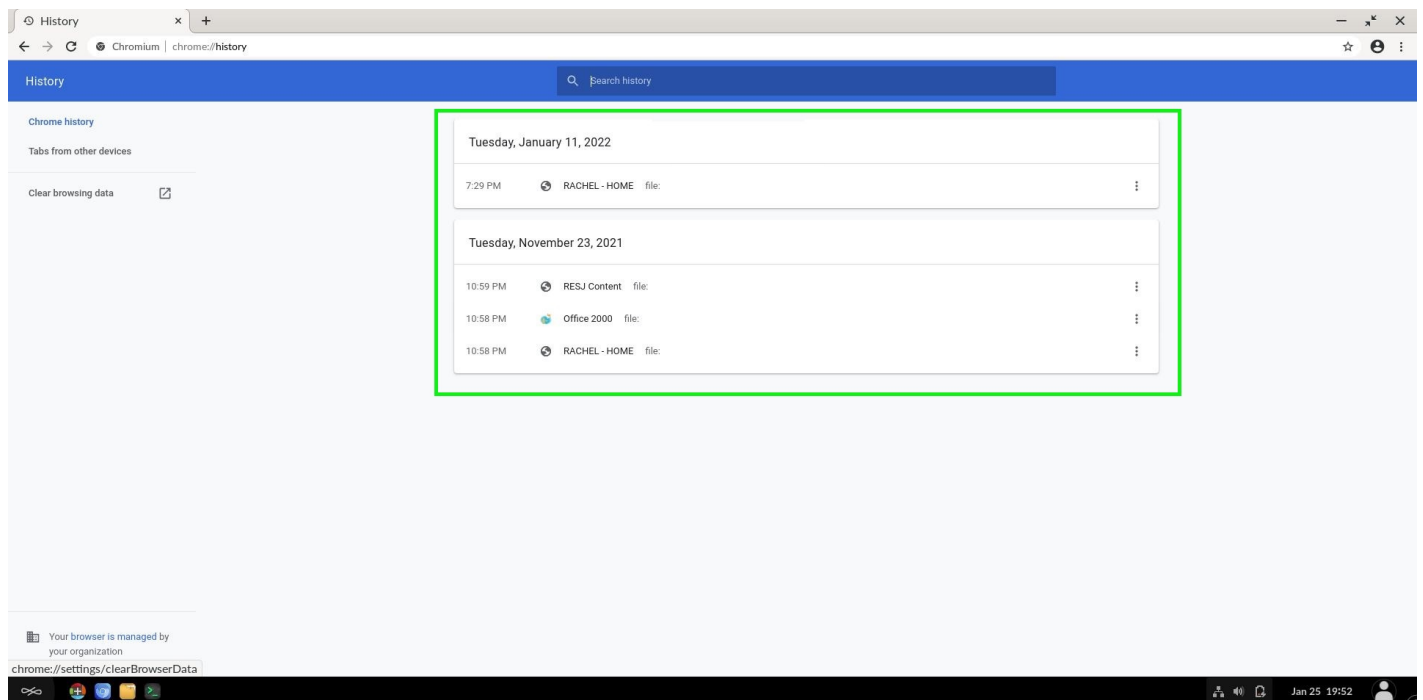 History
Chromium | chrome://history
History
Search history
Chrome history
Tabs from other devices
Clear browsing data
Tuesday, January 11, 2022
7:29 PM RACHEL - HOME file:
Tuesday, November 23, 2021
10:59 PM RESJ Content file:
10:58 PM Office 2000 file:
10:58 PM RACHEL - HOME file:
Your browser is managed by
your organization
chrome://settings/clearBrowserData
Jan 25 19:52